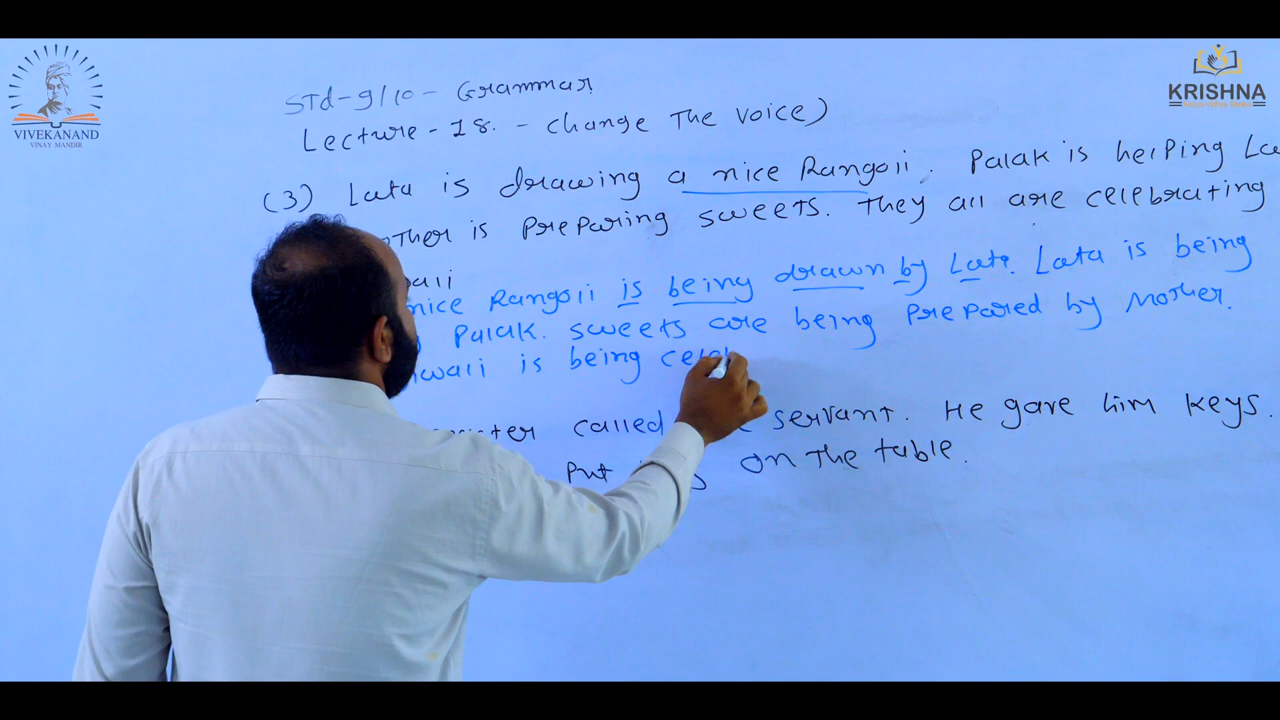 VIVEKANAND
VINAY MANDIR
KRISHNA
STd-9/10 - Grammar
Lecture - 18. - change The voice)
(3) Lata is drawing a nice Rangoli. Palak is helping La
other is preparing sweets. They all are celebrating
wali
nice Rangoli is being drawn by Lata. Lata is being
Palak. sweets are being prepared by Mother.
iwali is being cele
called servant. He gave him keys.
Put on The table.